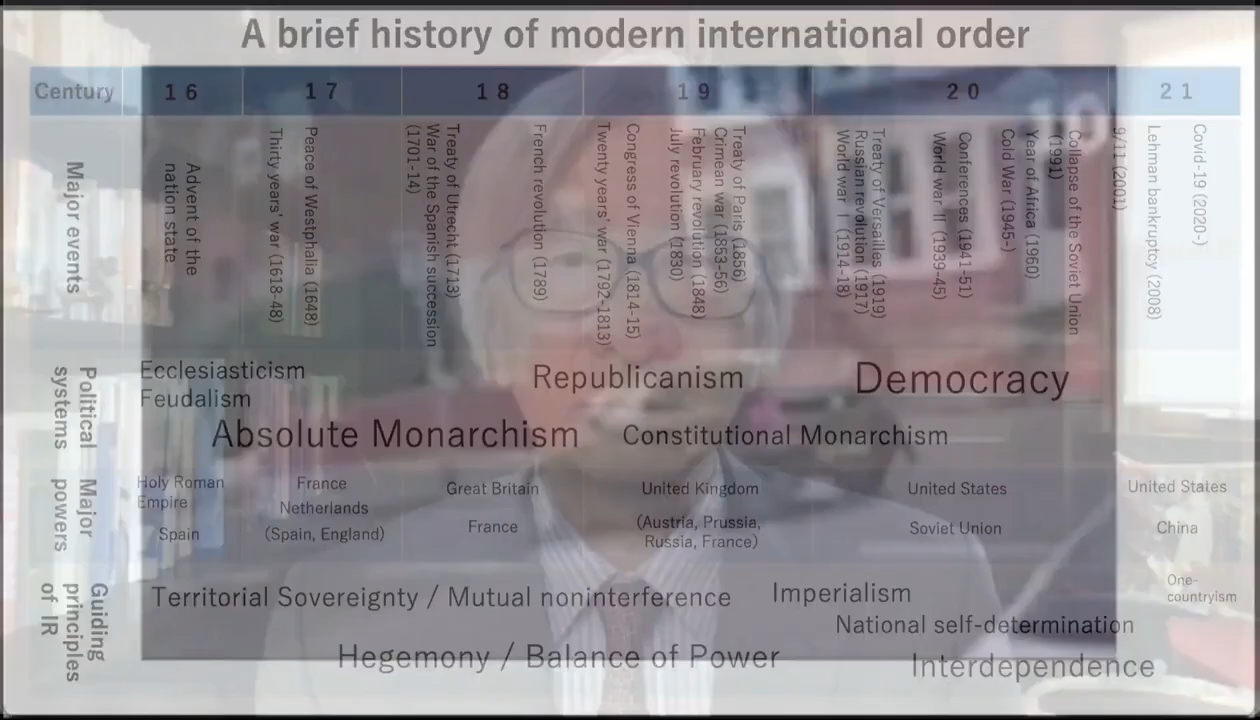 A brief history of modern international order
Century
16
17
18
19
20
21
Major events
Advent of the
nation state
Thirty years' war (1618-48)
Peace of Westphalia (1648)
Treaty of Utrecht (1713)
War of the Spanish succession
(1701-14)
French revolution (1789)
Twenty years' war (1792-1813)
Congress of Vienna (1814-15)
Treaty of Paris (1856)
Crimean war (1853-56)
February revolution (1848)
July revolution (1830)
Treaty of Versailles (1919)
Russian revolution (1917)
World war I (1914-18)
Conferences (1941-51)
World war II (1939-45)
Collapse of the Soviet Union
(1991)
Year of Africa (1960)
Cold War (1945-)
9/11 (2001)
Lehman bankruptcy (2008)
Covid-19 (2020-)
Political
systems
Ecclesiasticism
Feudalism
Absolute Monarchism
Republicanism
Constitutional Monarchism
Democracy
Major
powers
Holy Roman
Empire
Spain
France
Netherlands
(Spain, England)
Great Britain
France
United Kingdom
(Austria, Prussia,
Russia, France)
United States
Soviet Union
United States
China
Guiding
principles
of IR
Territorial Sovereignty / Mutual noninterference
Imperialism
One-
countryism
National self-determination
Hegemony / Balance of Power
Interdependence